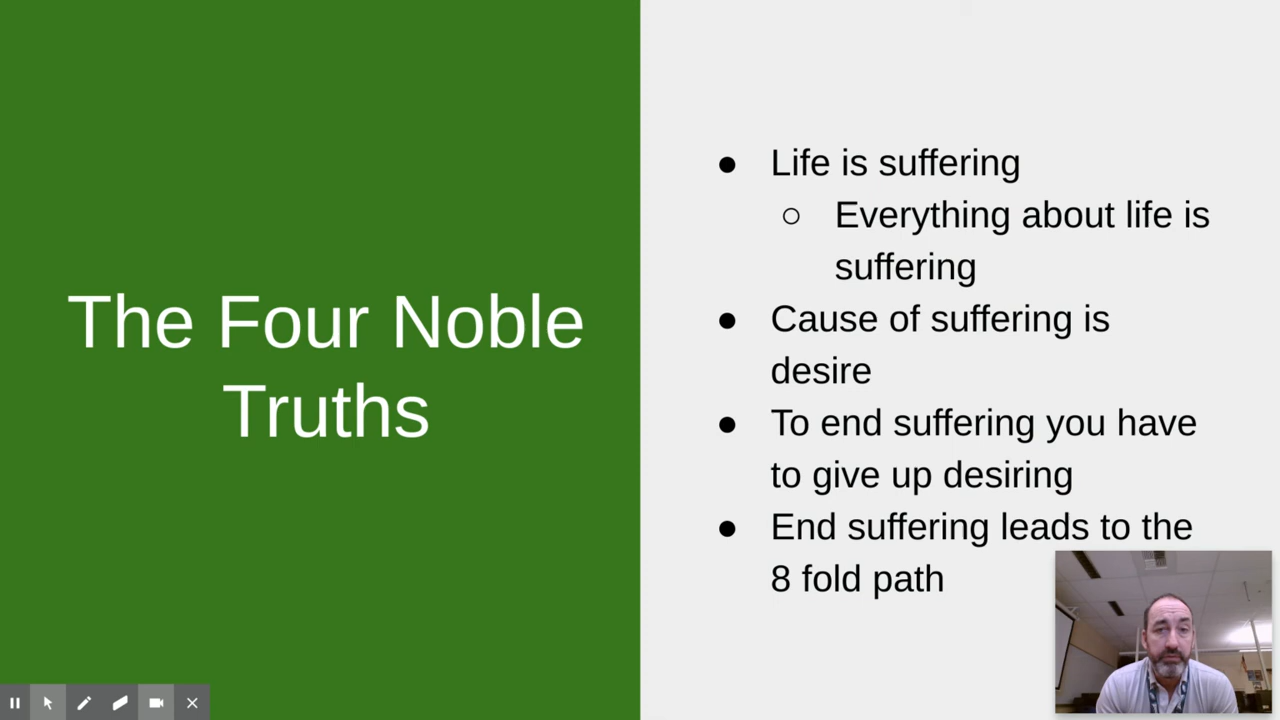 The Four Noble
Truths
● Life is suffering
○ Everything about life is
suffering
● Cause of suffering is
desire
● To end suffering you have
to give up desiring
● End suffering leads to the
8 fold path